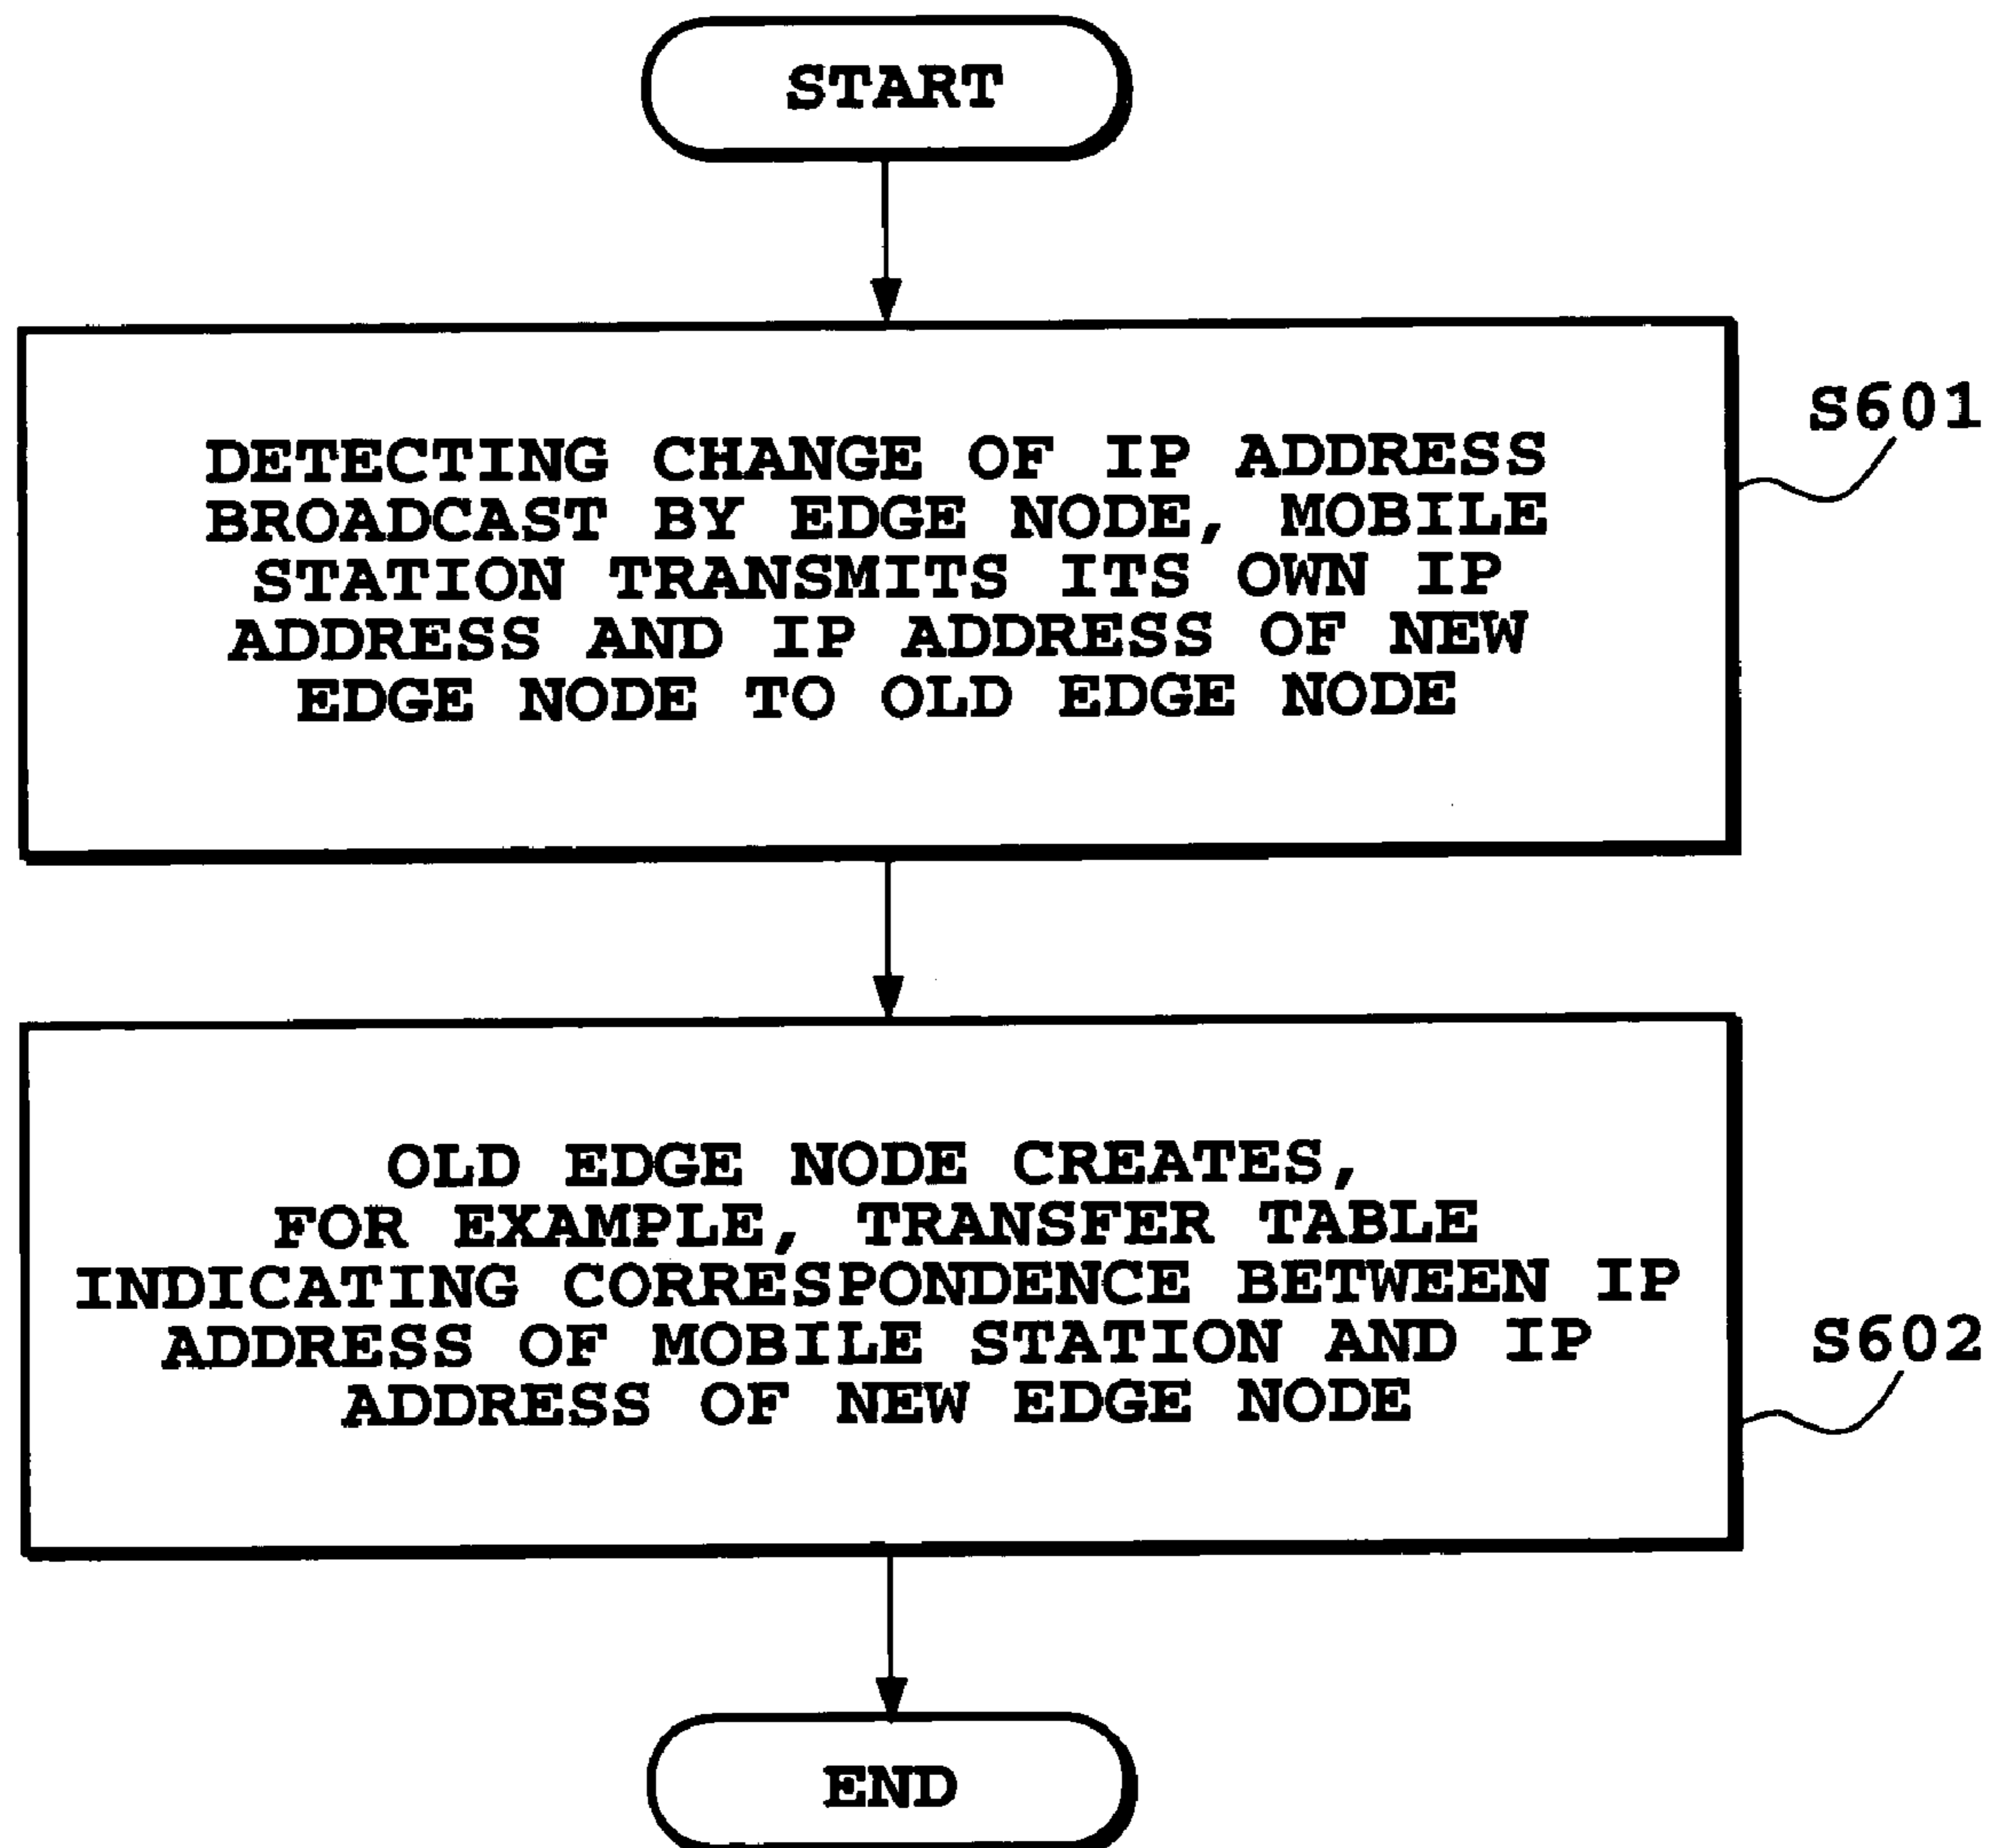 START
DETECTING CHANGE OF IP ADDRESS
BROADCAST BY EDGE NODE, MOBILE
STATION TRANSMITS ITS OWN IP
ADDRESS AND IP ADDRESS OF NEW
EDGE NODE TO OLD EDGE NODE
S601
OLD EDGE NODE CREATES,
FOR EXAMPLE, TRANSFER TABLE
INDICATING CORRESPONDENCE BETWEEN IP
ADDRESS OF MOBILE STATION AND IP
ADDRESS OF NEW EDGE NODE
S602
END